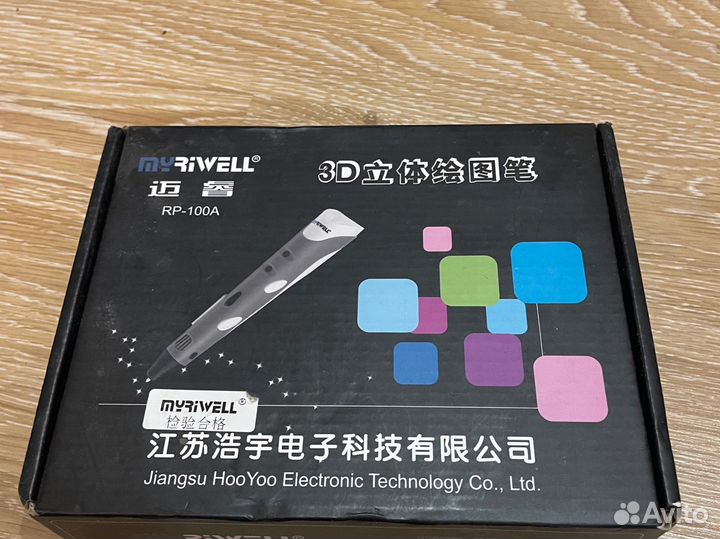 MYRIWELL®
迈睿
RP-100A
3D立体绘图笔
MYRIWELL
MYRIWELL®
检验合格
江苏浩宇电子科技有限公司
Jiangsu HooYoo Electronic Technology Co., Ltd.
Avito